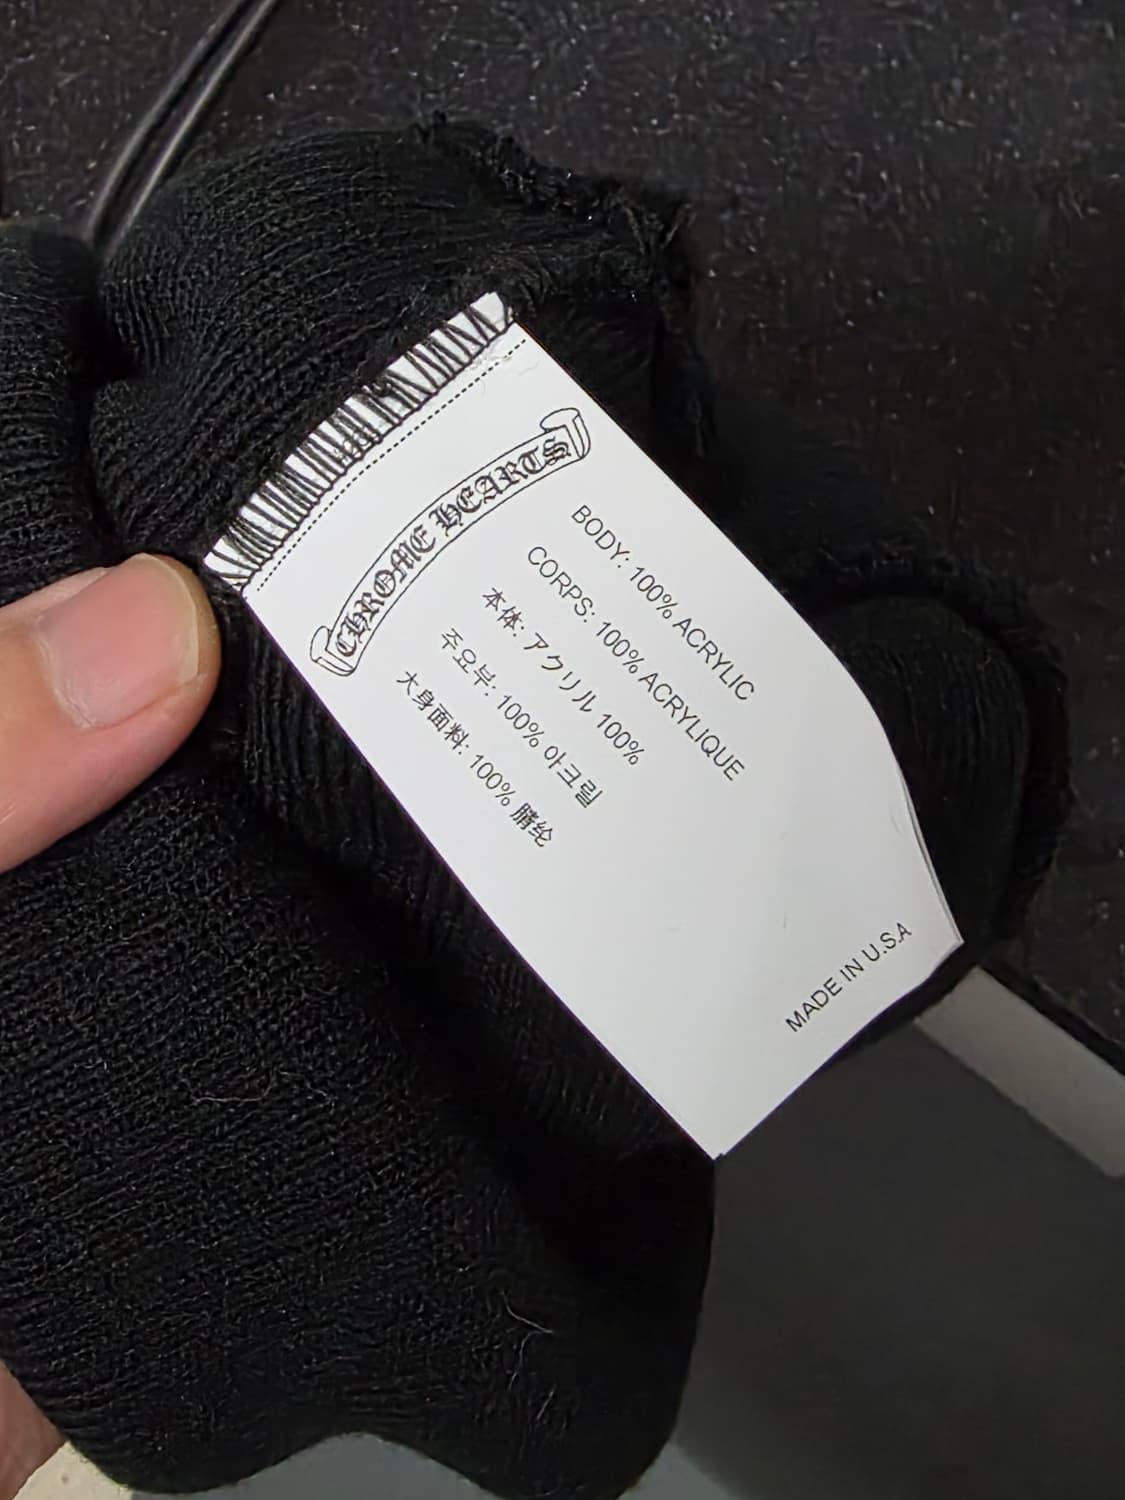 CHROME HEARTS
BODY: 100% ACRYLIC
CORPS: 100% ACRYLIQUE
本体: アクリル 100%
주요부: 100% 아크릴
大身面料: 100% 腈纶
MADE IN U.S.A